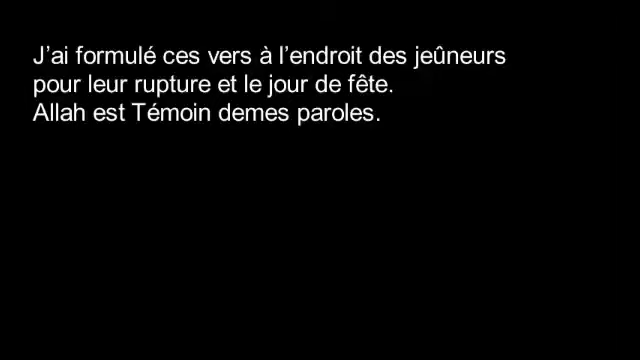 J’ai formulé ces vers à l’endroit des jeûneurs
pour leur rupture et le jour de fête.
Allah est Témoin demes paroles.